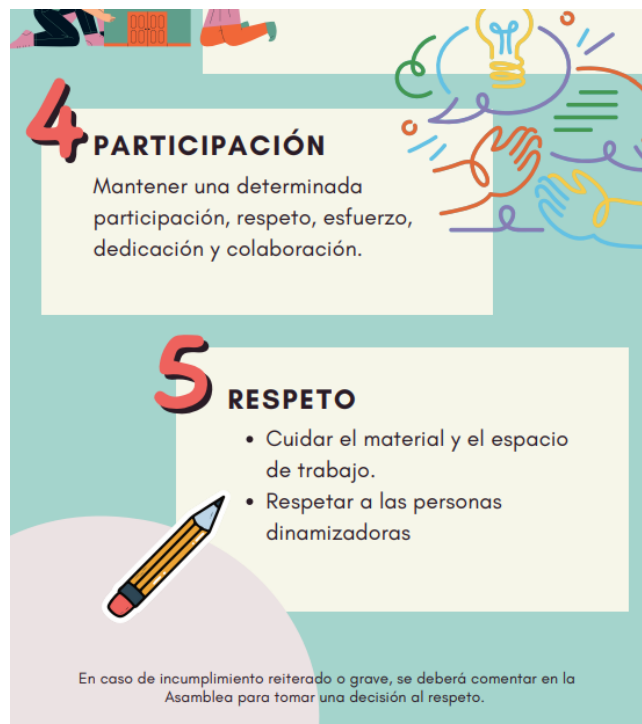 4
PARTICIPACIÓN
Mantener una determinada
participación, respeto, esfuerzo,
dedicación y colaboración.
5
RESPETO
• Cuidar el material y el espacio
de trabajo.
• Respetar a las personas
dinamizadoras
En caso de incumplimiento reiterado o grave, se deberá comentar en la
Asamblea para tomar una decisión al respeto.